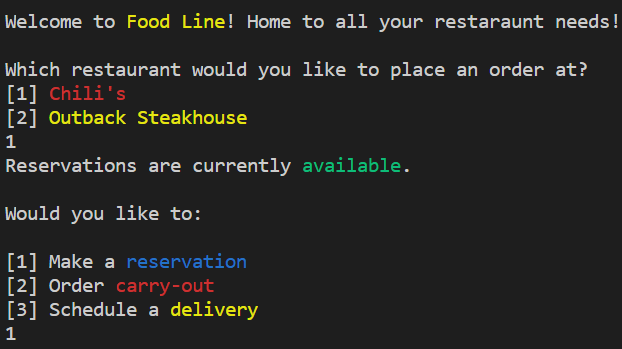 Welcome to Food Line! Home to all your restaraunt needs!
Which restaurant would you like to place an order at?
[1] Chili's
[2] Outback Steakhouse
1
Reservations are currently available.
Would you like to:
[1] Make a reservation
[2] Order carry-out
[3] Schedule a delivery
1